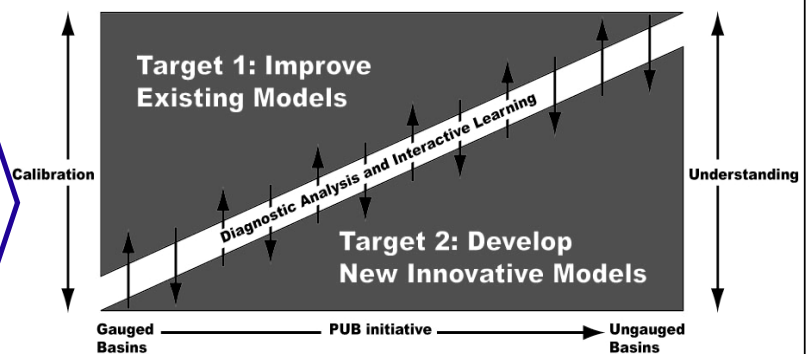 Target 1: Improve
Existing Models
Calibration
Diagnostic Analysis and Interactive Learning
Understanding
Target 2: Develop
New Innovative Models
Gauged
Basins
PUB initiative
Ungauged
Basins